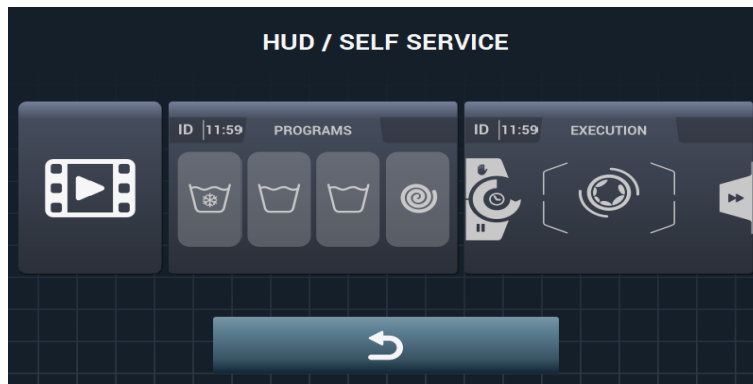 HUD / SELF SERVICE
ID 11:59 PROGRAMS
ID 11:59 EXECUTION